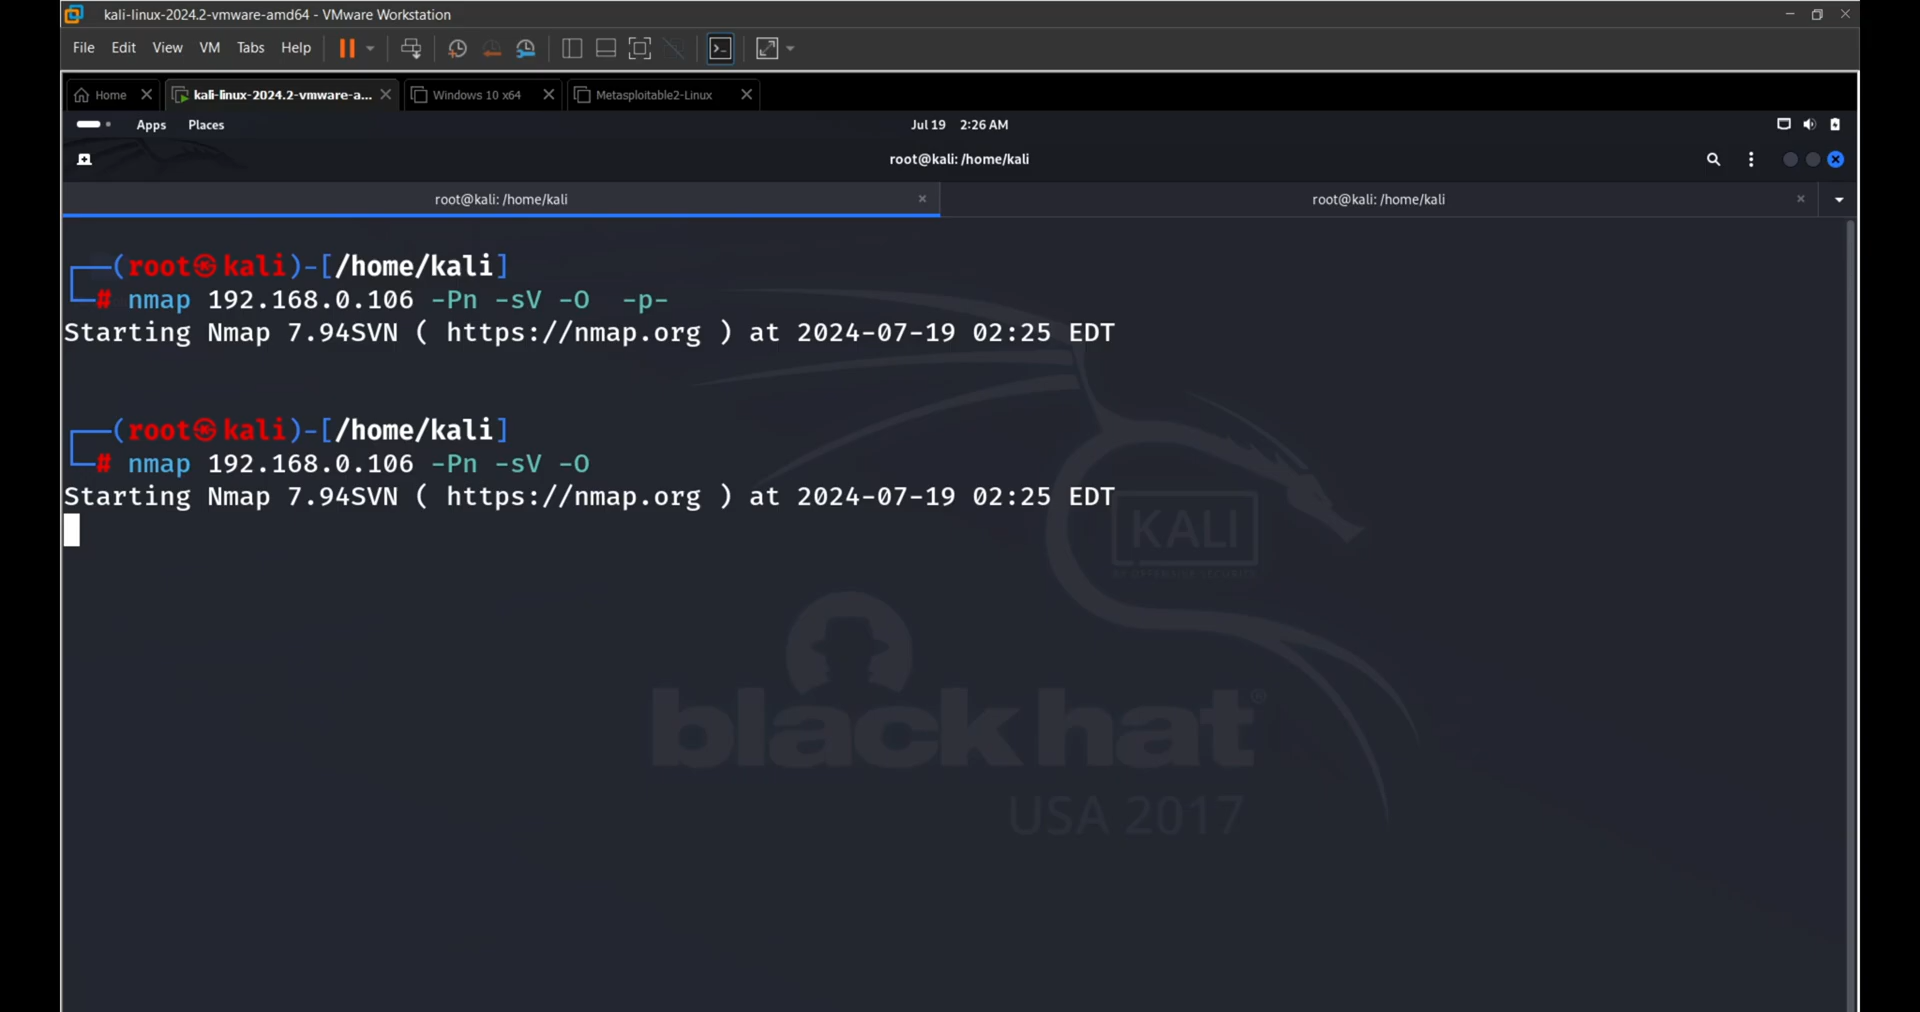 kali-linux-2024.2-vmware-amd64 - VMware Workstation
File Edit View VM Tabs Help
Home kali-linux-2024.2-vmware-a... Windows 10 x64 Metasploitable2-Linux
Apps Places Jul 19 2:26 AM
root@kali: /home/kali
root@kali: /home/kali root@kali: /home/kali
┌──(root㉿kali)-[/home/kali]
└─# nmap 192.168.0.106 -Pn -sV -O  -p-
Starting Nmap 7.94SVN ( https://nmap.org ) at 2024-07-19 02:25 EDT
┌──(root㉿kali)-[/home/kali]
└─# nmap 192.168.0.106 -Pn -sV -O
Starting Nmap 7.94SVN ( https://nmap.org ) at 2024-07-19 02:25 EDT
KALI
BY OFFENSIVE SECURITY
blackhat®
USA 2017